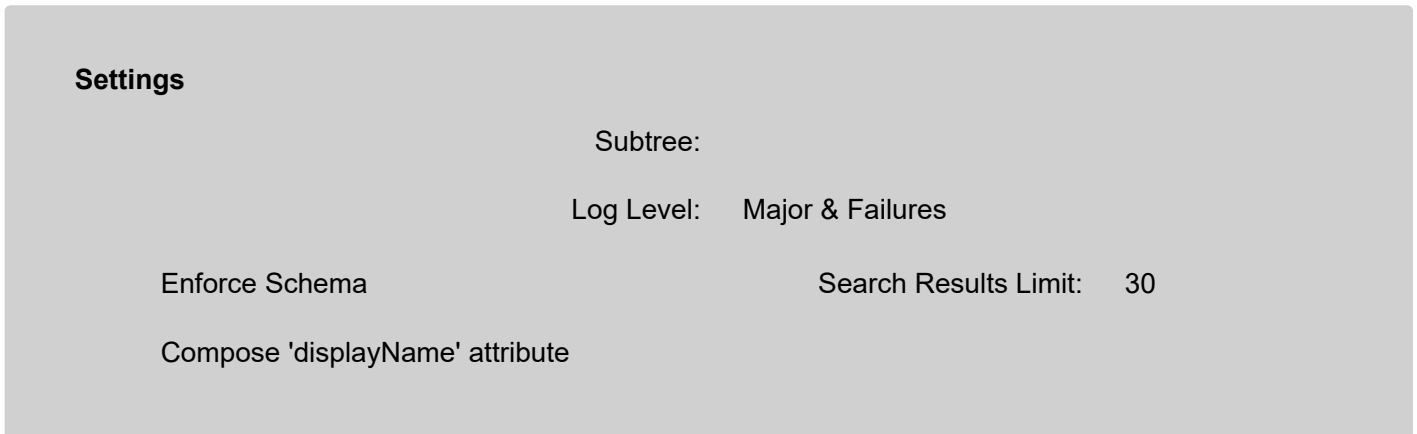 Settings
Subtree:
Log Level: Major & Failures
Enforce Schema Search Results Limit: 30
Compose 'displayName' attribute